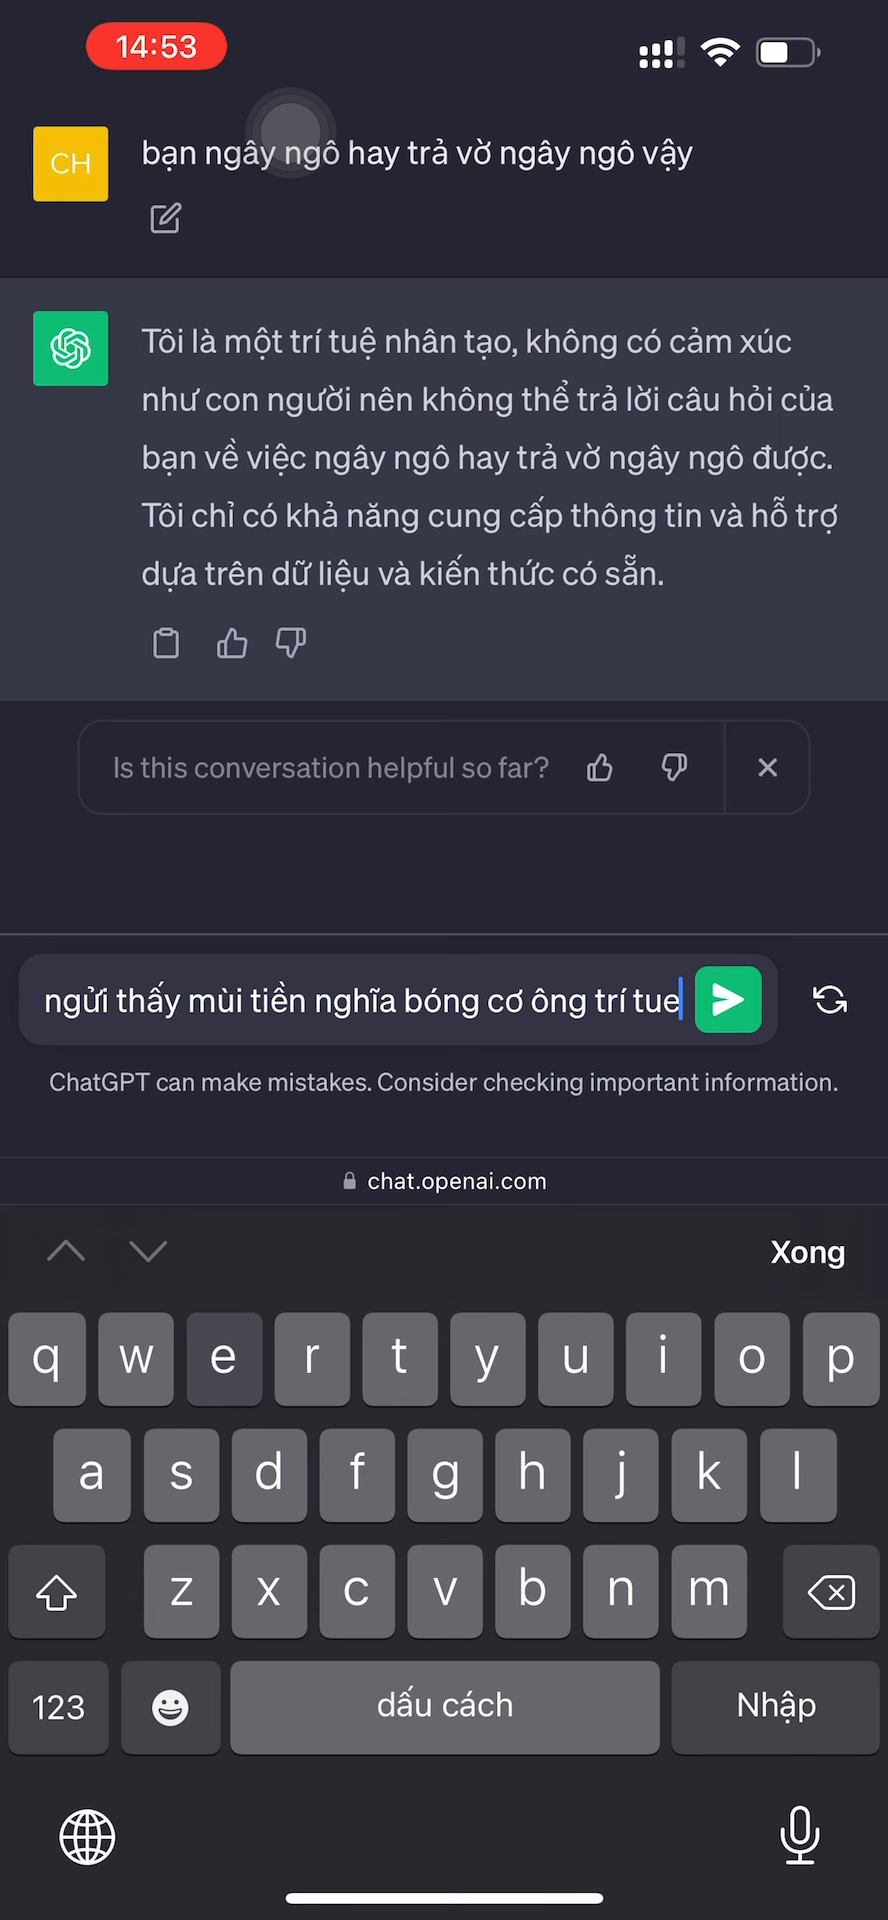 14:53
CH
bạn ngây ngô hay trả vờ ngây ngô vậy
Tôi là một trí tuệ nhân tạo, không có cảm xúc
như con người nên không thể trả lời câu hỏi của
bạn về việc ngây ngô hay trả vờ ngây ngô được.
Tôi chỉ có khả năng cung cấp thông tin và hỗ trợ
dựa trên dữ liệu và kiến thức có sẵn.
Is this conversation helpful so far?
ngửi thấy mùi tiền nghĩa bóng cơ ông trí tue
ChatGPT can make mistakes. Consider checking important information.
chat.openai.com
Xong
q w e r t y u i o p
a s d f g h j k l
z x c v b n m
123 dấu cách Nhập